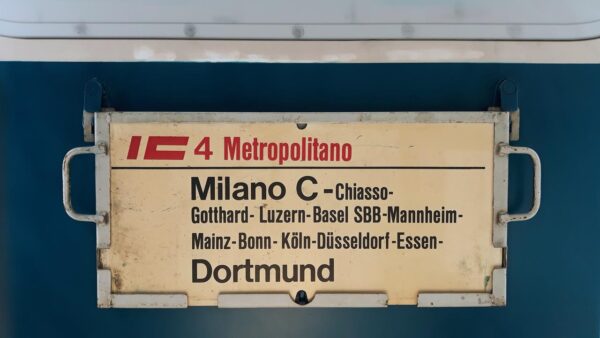 IC 4 Metropolitano
Milano C-Chiasso-
Gotthard-Luzern-Basel SBB-Mannheim-
Mainz-Bonn-Köln-Düsseldorf-Essen-
Dortmund